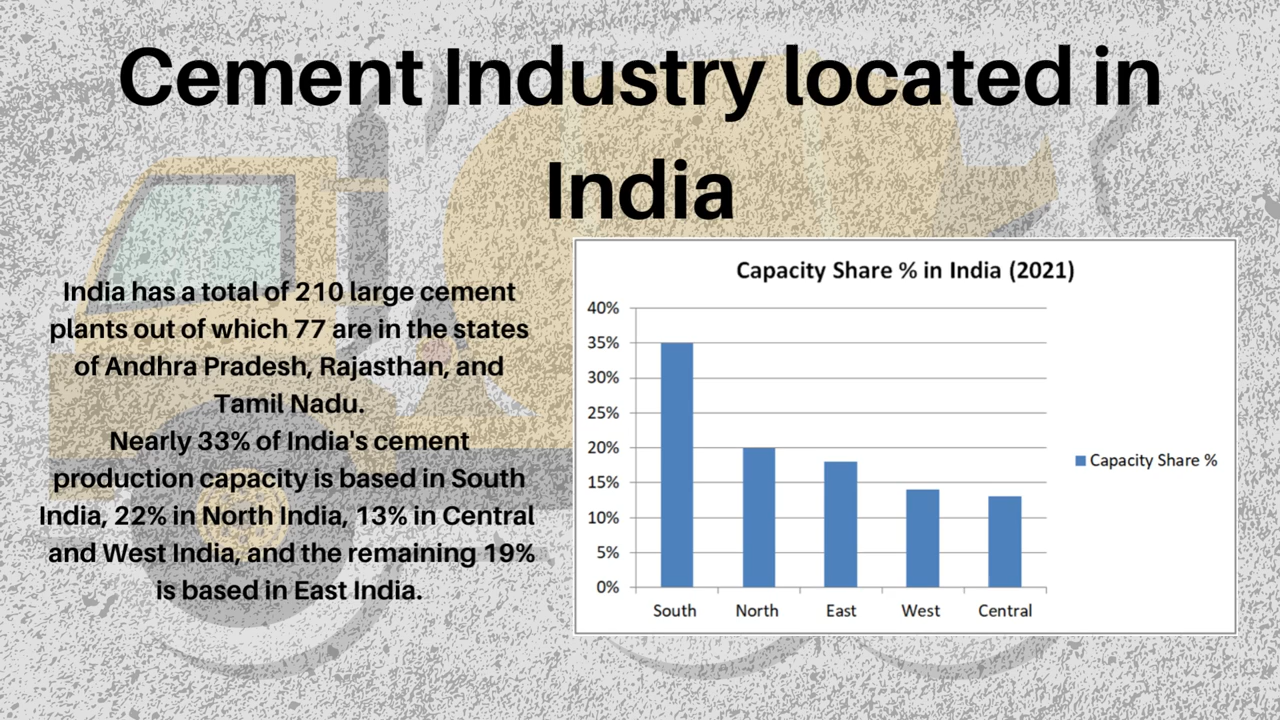 Cement Industry located in
India
India has a total of 210 large cement
plants out of which 77 are in the states
of Andhra Pradesh, Rajasthan, and
Tamil Nadu.
Nearly 33% of India's cement
production capacity is based in South
India, 22% in North India, 13% in Central
and West India, and the remaining 19%
is based in East India.
Capacity Share % in India (2021)
40%
35%
30%
25%
20%
15%
10%
5%
0%
South North East West Central
Capacity Share %